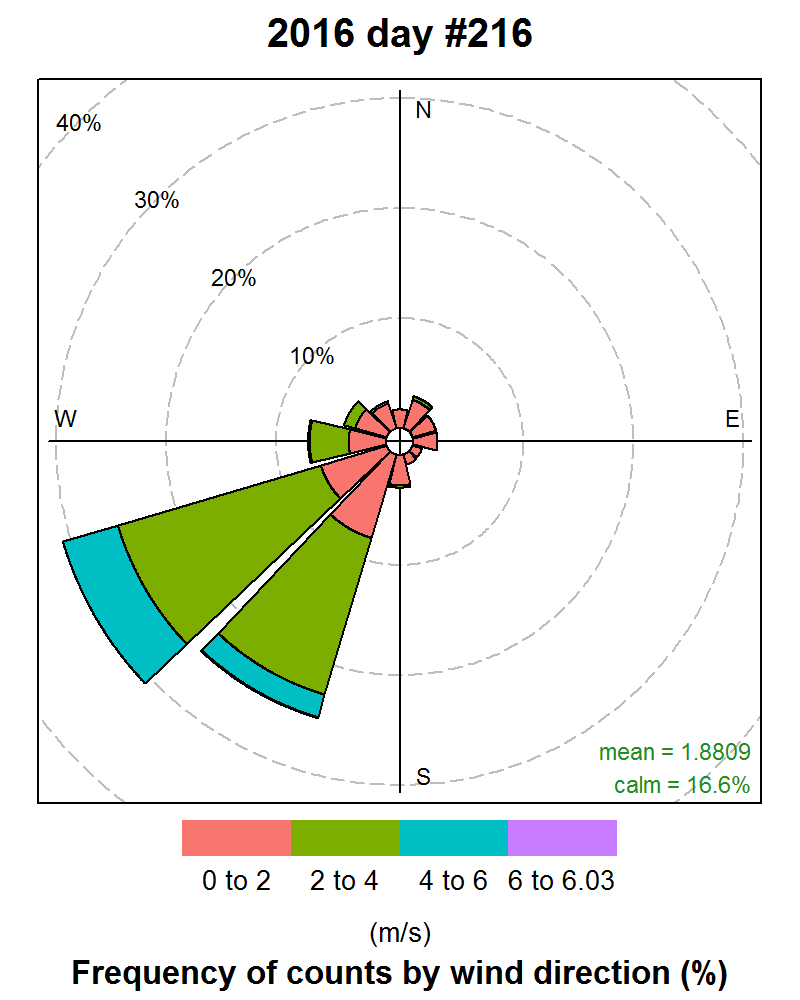 2016 day #216
N
40%
30%
20%
10%
W
E
S
mean = 1.8809
calm = 16.6%
0 to 2 2 to 4 4 to 6 6 to 6.03
(m/s)
Frequency of counts by wind direction (%)